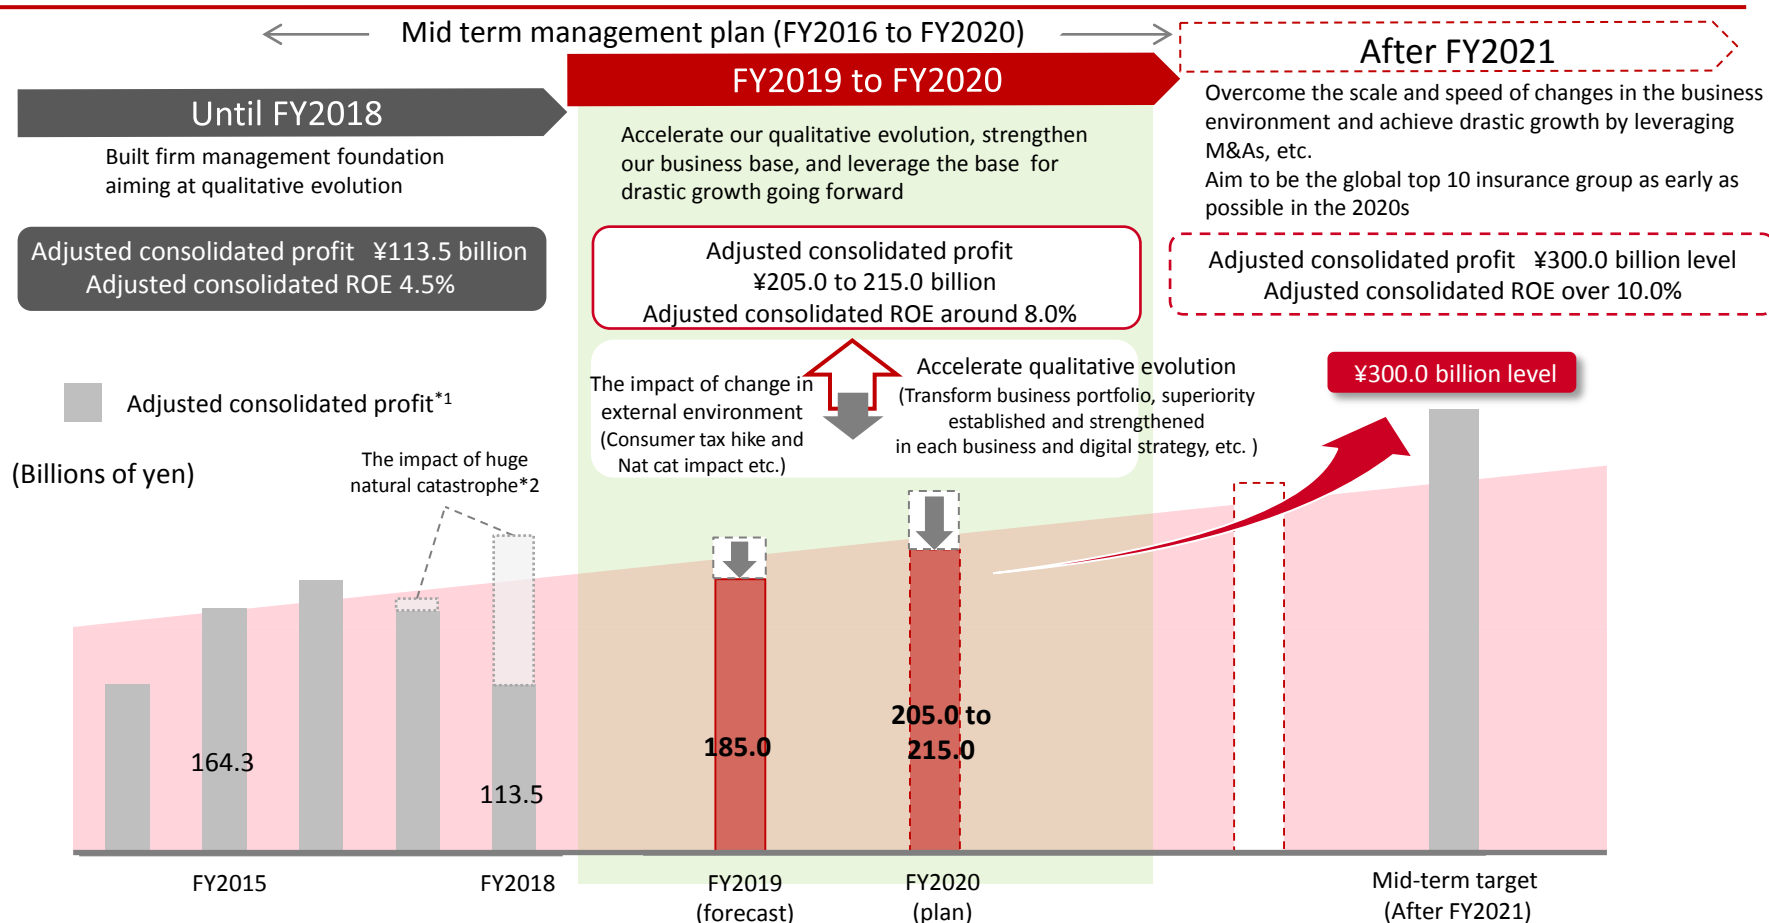 Mid term management plan (FY2016 to FY2020)
Until FY2018
Built firm management foundation
aiming at qualitative evolution
Adjusted consolidated profit ¥113.5 billion
Adjusted consolidated ROE 4.5%
FY2019 to FY2020
Accelerate our qualitative evolution, strengthen
our business base, and leverage the base for
drastic growth going forward
Adjusted consolidated profit
¥205.0 to 215.0 billion
Adjusted consolidated ROE around 8.0%
After FY2021
Overcome the scale and speed of changes in the business
environment and achieve drastic growth by leveraging
M&As, etc.
Aim to be the global top 10 insurance group as early as
possible in the 2020s
Adjusted consolidated profit ¥300.0 billion level
Adjusted consolidated ROE over 10.0%
The impact of change in
external environment
(Consumer tax hike and
Nat cat impact etc.)
Accelerate qualitative evolution
(Transform business portfolio, superiority
established and strengthened
in each business and digital strategy, etc. )
¥300.0 billion level
Adjusted consolidated profit*1
(Billions of yen)
The impact of huge
natural catastrophe*2
164.3
113.5
185.0
205.0 to
215.0
FY2015
FY2018
FY2019
(forecast)
FY2020
(plan)
Mid-term target
(After FY2021)